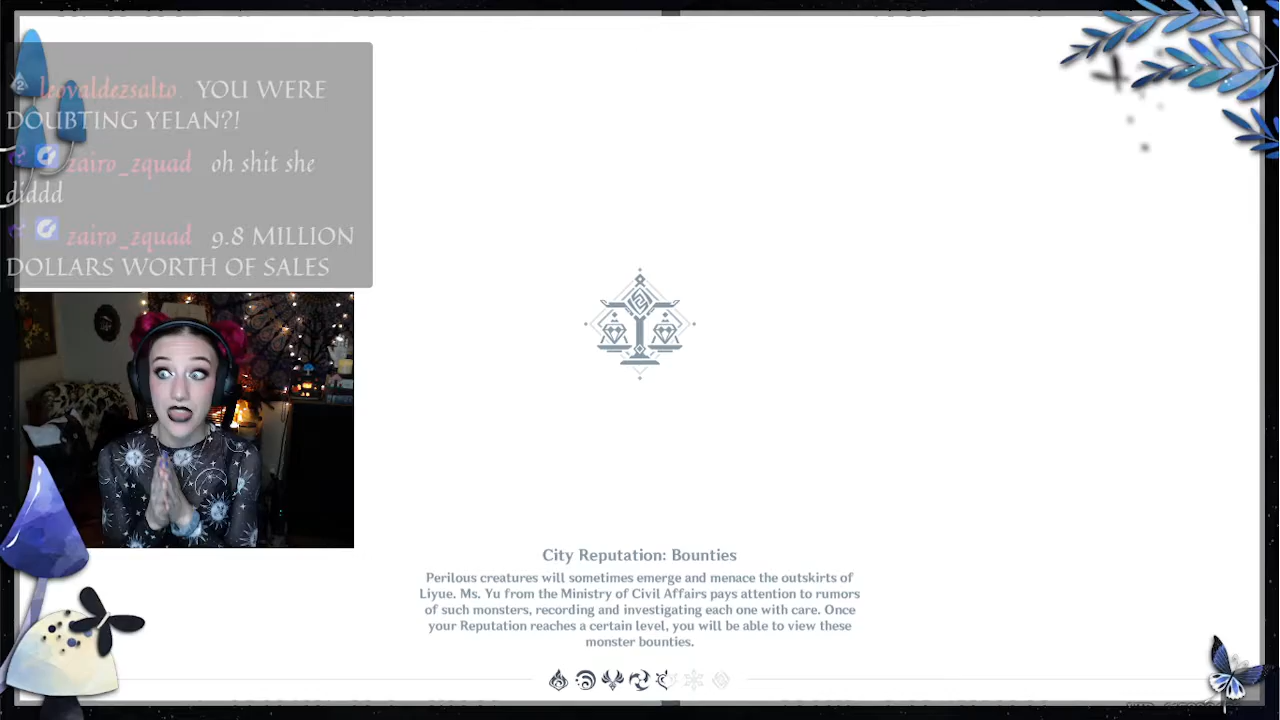 leovaldezsalto. YOU WERE
DOUBTING YELAN?!
zairo_zquad oh shit she
diddd
zairo_zquad 9.8 MILLION
DOLLARS WORTH OF SALES
City Reputation: Bounties
Perilous creatures will sometimes emerge and menace the outskirts of
Liyue. Ms. Yu from the Ministry of Civil Affairs pays attention to rumors
of such monsters, recording and investigating each one with care. Once
your Reputation reaches a certain level, you will be able to view these
monster bounties.